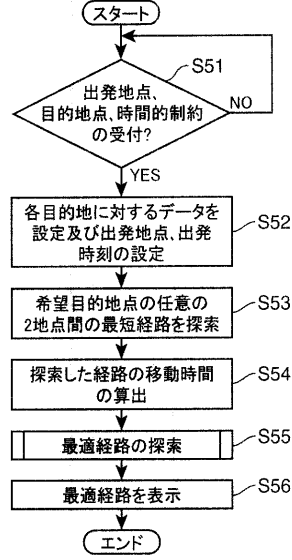 スタート
S51
出発地点、
目的地点、時間的制約
の受付?
NO
YES
各目的地に対するデータを
設定及び出発地点、出発
時刻の設定
S52
希望目的地点の任意の
2地点間の最短経路を探索
S53
探索した経路の移動時間
の算出
S54
最適経路の探索
S55
最適経路を表示
S56
エンド